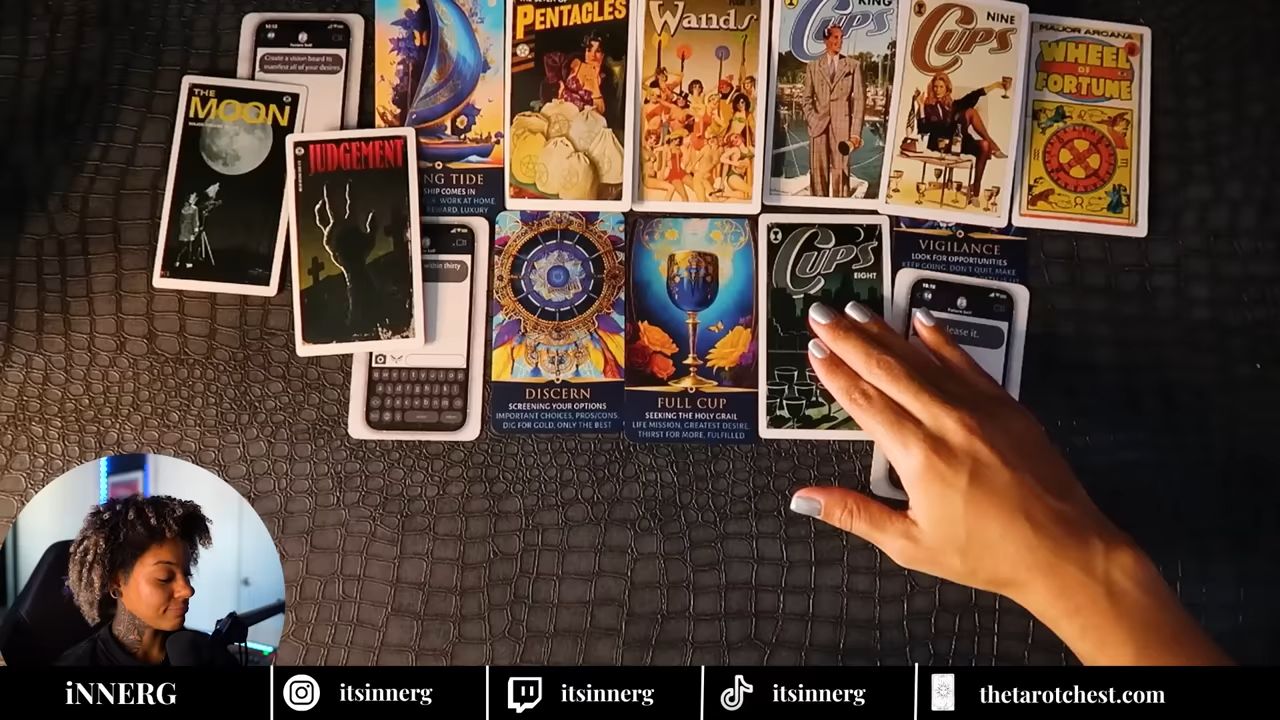 Create a vision board to
manifest all of your desires.
THE
MOON
JUDGEMENT
NG TIDE
SHIP COMES IN
WORK AT HOME
EWARD, LUXURY
within thirty
PENTACLES
Wands
KING
Cups
NINE
Cups
MAJOR ARCANA
WHEEL
OF
FORTUNE
DISCERN
SCREENING YOUR OPTIONS
IMPORTANT CHOICES, PROS/CONS,
DIG FOR GOLD, ONLY THE BEST
FULL CUP
SEEKING THE HOLY GRAIL
LIFE MISSION, GREATEST DESIRE,
THIRST FOR MORE, FULFILLED
Cups
EIGHT
VIGILANCE
LOOK FOR OPPORTUNITIES
KEEP GOING, DON'T QUIT, MAKE
lease it.
iNNERG
itsinnerg
itsinnerg
itsinnerg
thetarotchest.com